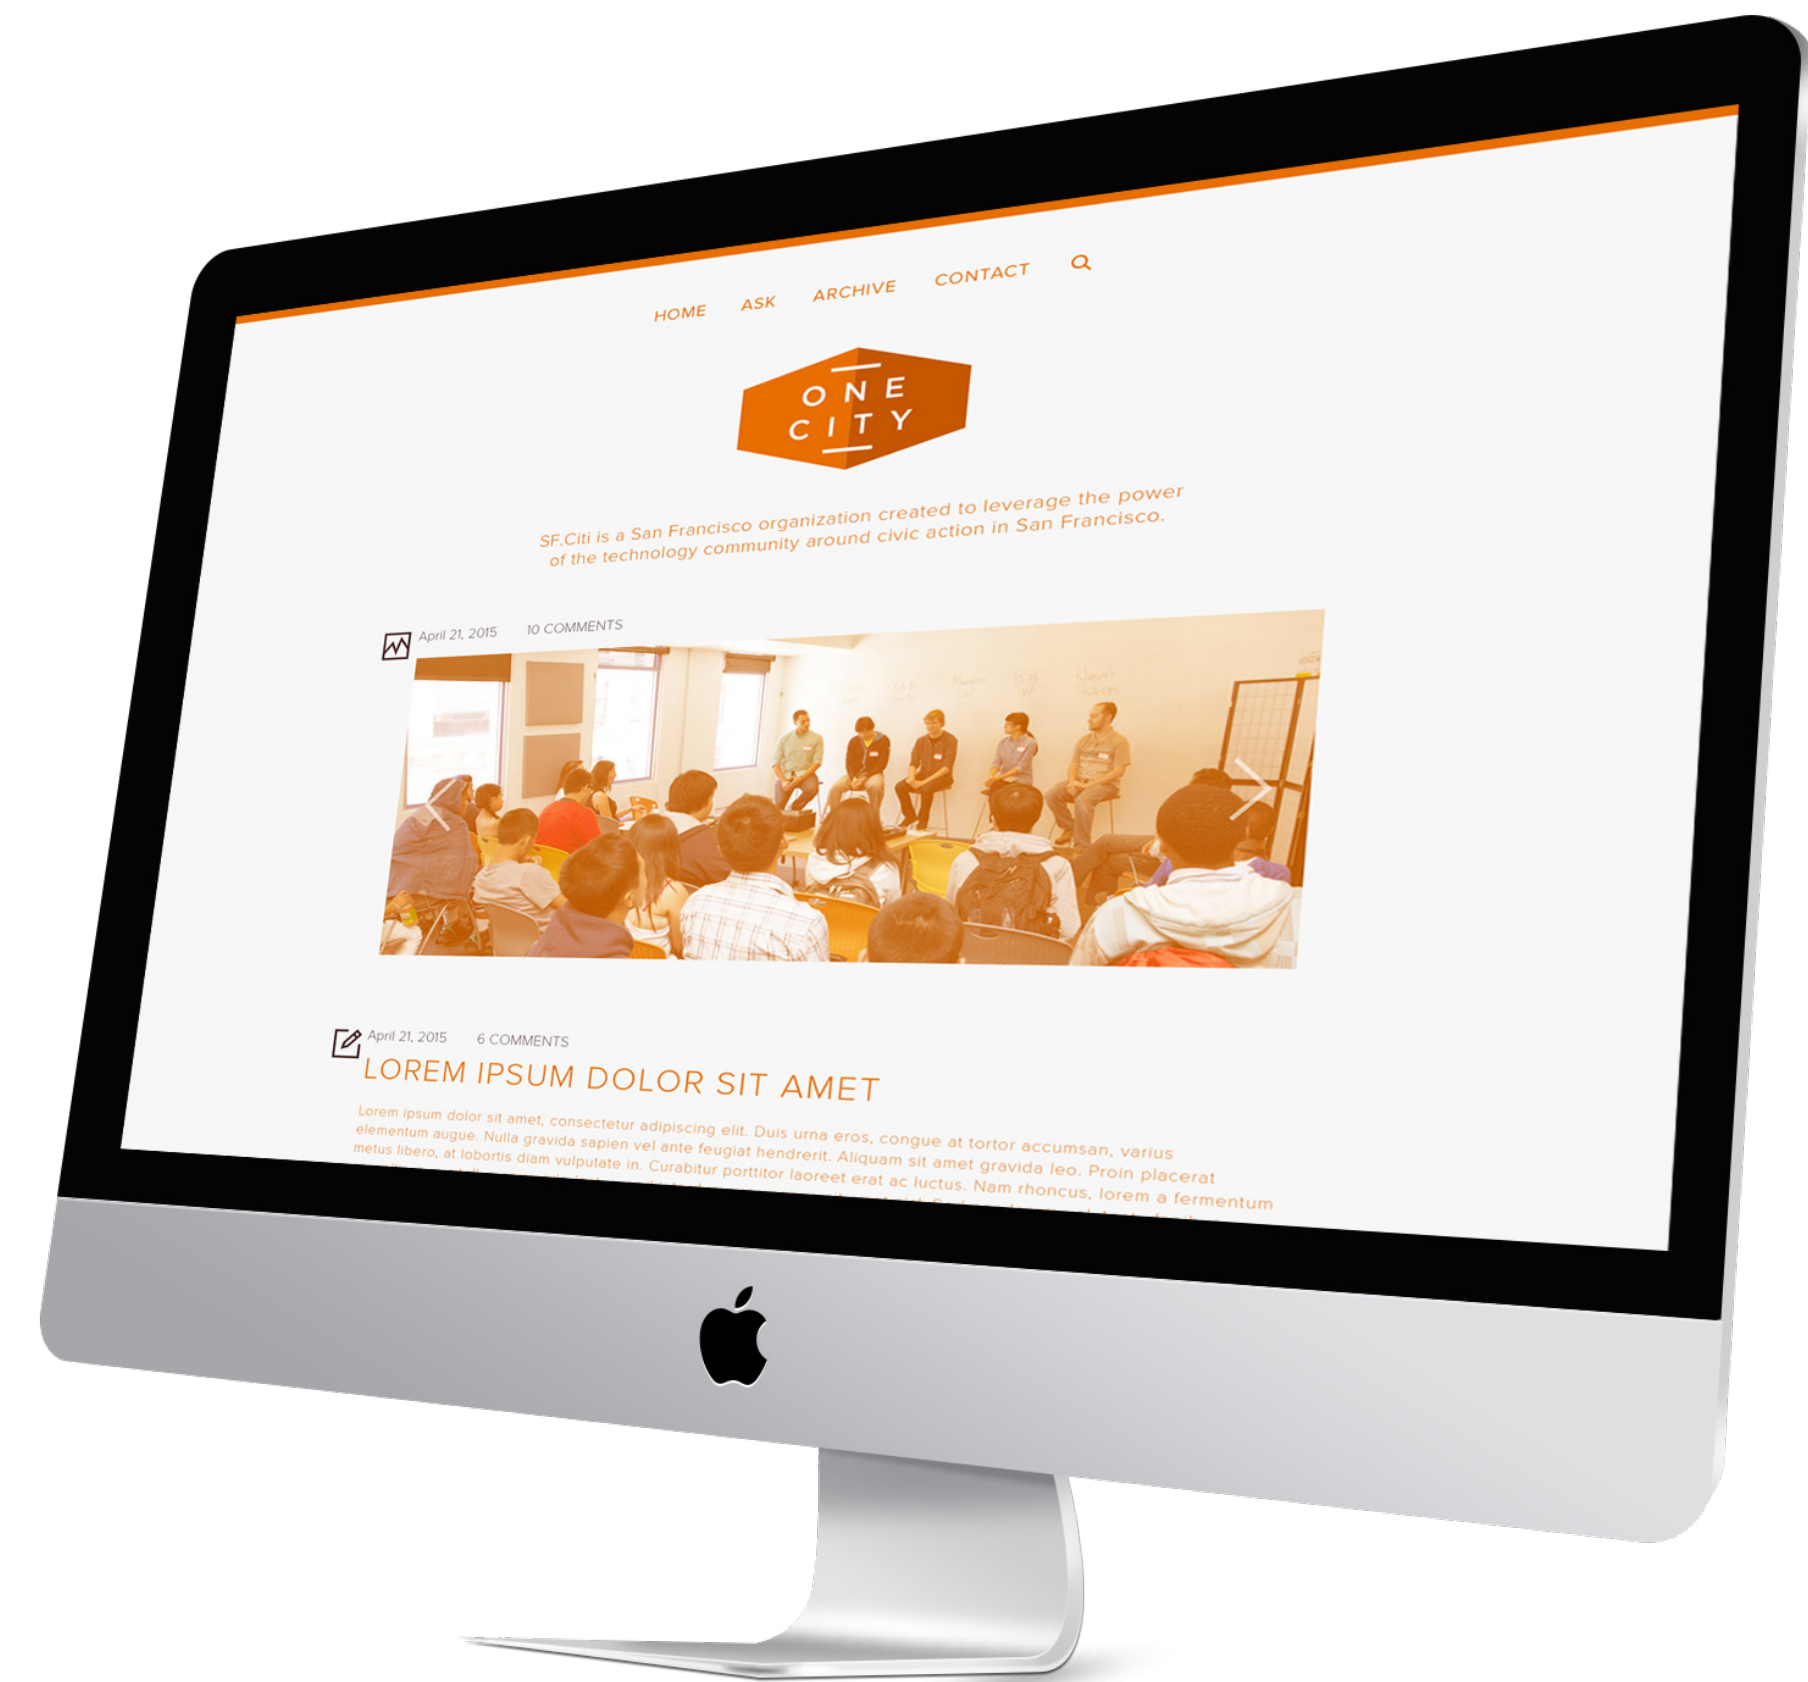 HOME ASK ARCHIVE CONTACT
ONE
CITY
SF.Citi is a San Francisco organization created to leverage the power
of the technology community around civic action in San Francisco.
April 21, 2015 10 COMMENTS
April 21, 2015 6 COMMENTS
LOREM IPSUM DOLOR SIT AMET
Lorem ipsum dolor sit amet, consectetur adipiscing elit. Duis urna eros, congue at tortor accumsan, varius
elementum augue. Nulla gravida sapien vel ante feugiat hendrerit. Aliquam sit amet gravida leo. Proin placerat
metus libero, at lobortis diam vulputate in. Curabitur porttitor laoreet erat ac luctus. Nam rhoncus, lorem a fermentum